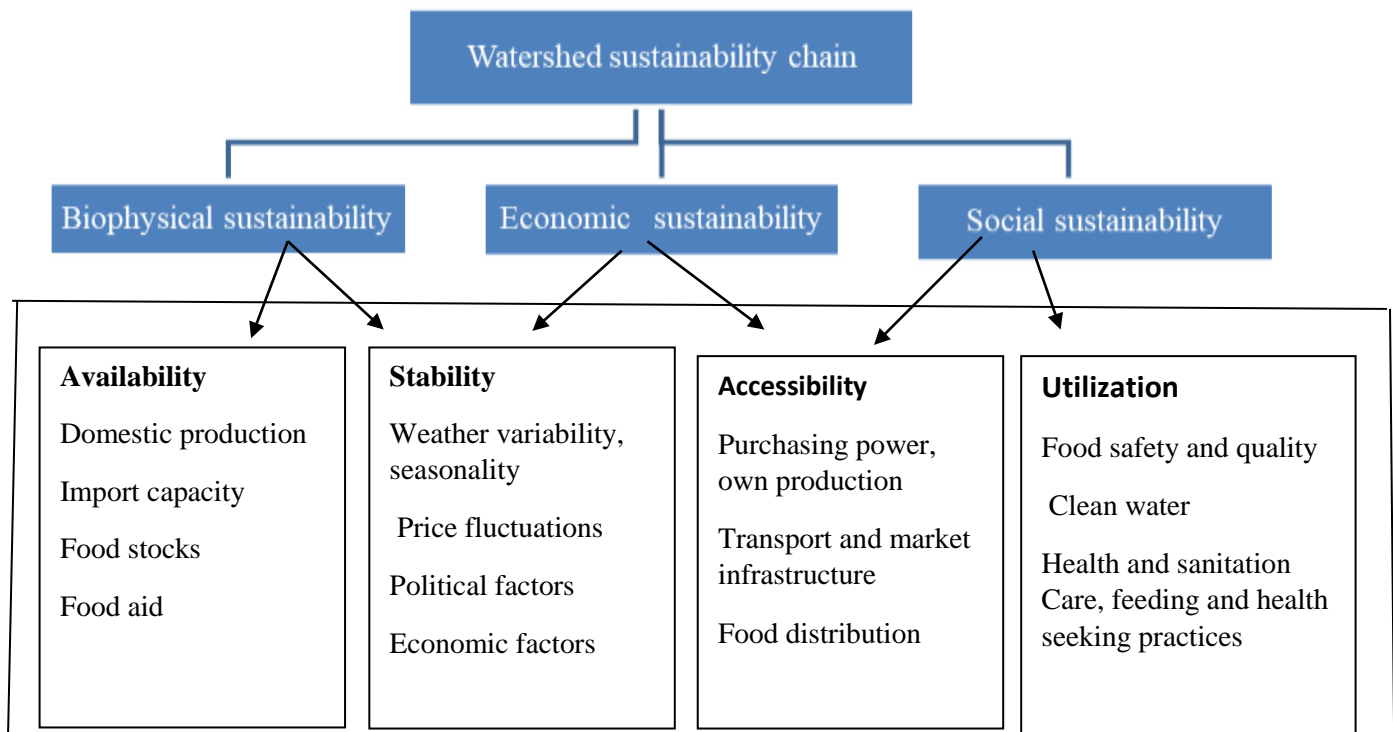 Watershed sustainability chain
Biophysical sustainability
Economic sustainability
Social sustainability
Availability
Domestic production
Import capacity
Food stocks
Food aid
Stability
Weather variability,
seasonality
Price fluctuations
Political factors
Economic factors
Accessibility
Purchasing power,
own production
Transport and market
infrastructure
Food distribution
Utilization
Food safety and quality
Clean water
Health and sanitation
Care, feeding and health
seeking practices